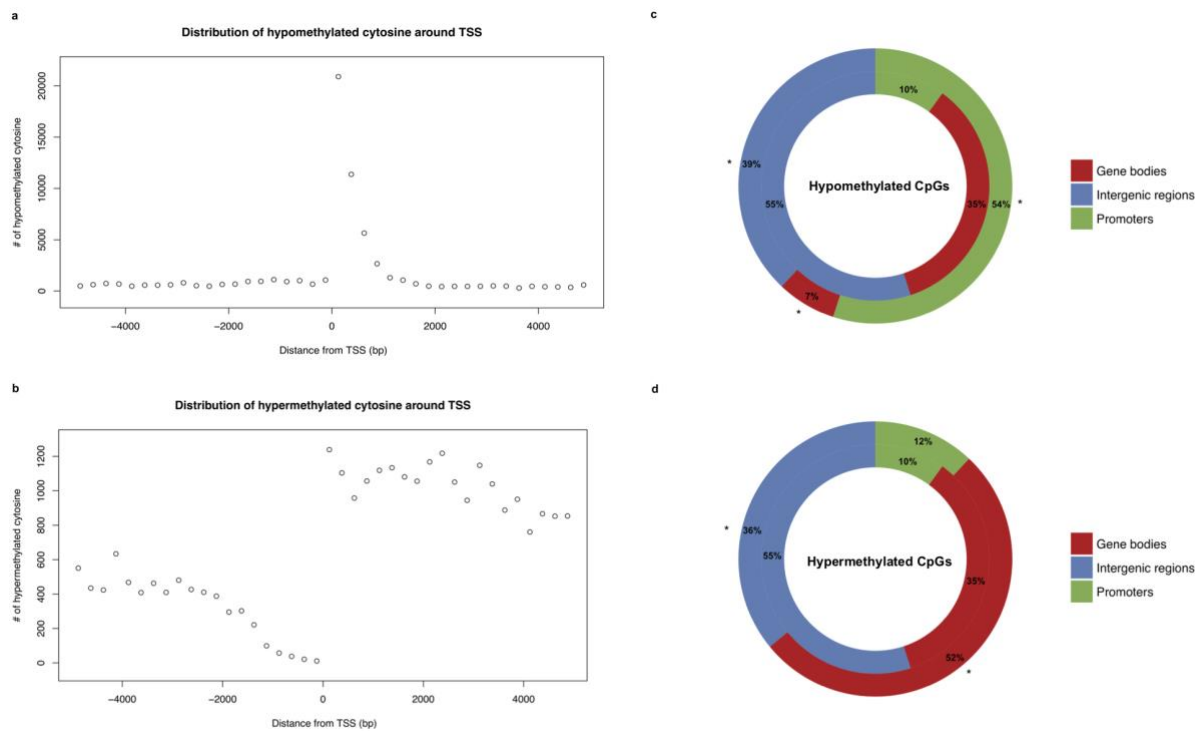 a
Distribution of hypomethylated cytosine around TSS
# of hypomethylated cytosine
20000
15000
10000
5000
0
−4000 −2000 0 2000 4000
Distance from TSS (bp)
b
Distribution of hypermethylated cytosine around TSS
# of hypermethylated cytosine
1200
1000
800
600
400
200
0
−4000 −2000 0 2000 4000
Distance from TSS (bp)
c
10%
* 39%
Hypomethylated CpGs
55%
35% 54% *
7%
*
Gene bodies
Intergenic regions
Promoters
d
12%
10%
* 36%
55%
Hypermethylated CpGs
35%
52%
*
Gene bodies
Intergenic regions
Promoters